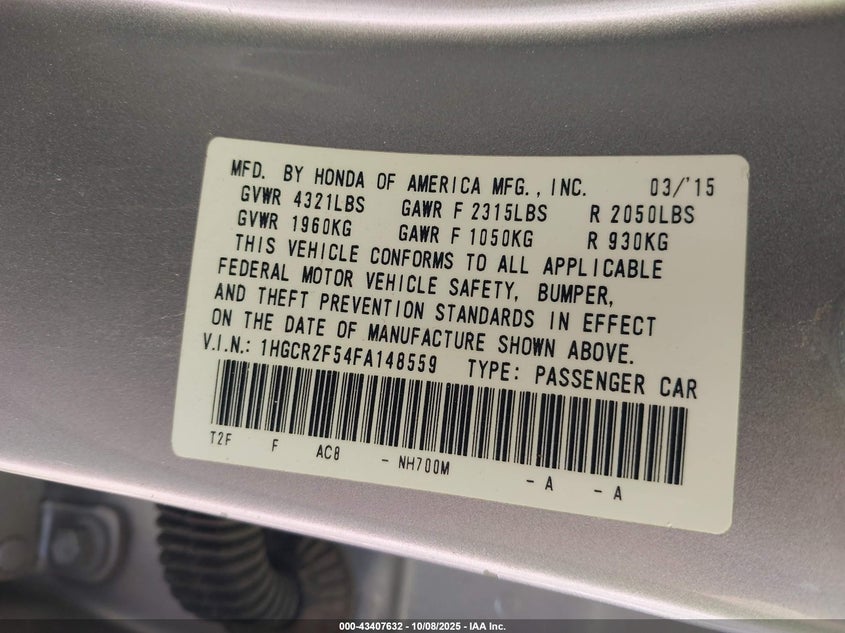 MFD. BY HONDA OF AMERICA MFG., INC. 03/'15
GVWR 4321LBS GAWR F 2315LBS R 2050LBS
GVWR 1960KG GAWR F 1050KG R 930KG
THIS VEHICLE CONFORMS TO ALL APPLICABLE
FEDERAL MOTOR VEHICLE SAFETY, BUMPER,
AND THEFT PREVENTION STANDARDS IN EFFECT
ON THE DATE OF MANUFACTURE SHOWN ABOVE.
V.I.N.: 1HGCR2F54FA148559 TYPE: PASSENGER CAR
T2F F AC8 - NH700M - A - A
000-43407632 - 10/08/2025 - IAA Inc.